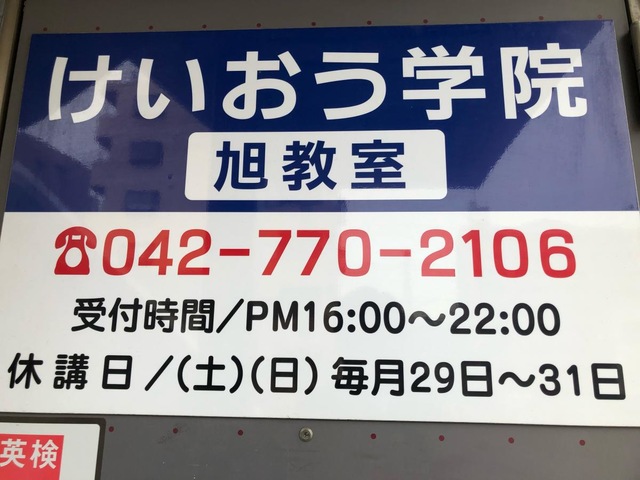 けいおう学院
旭教室
☎042-770-2106
受付時間/PM16:00〜22:00
休講日/(土)(日)毎月29日〜31日
英検